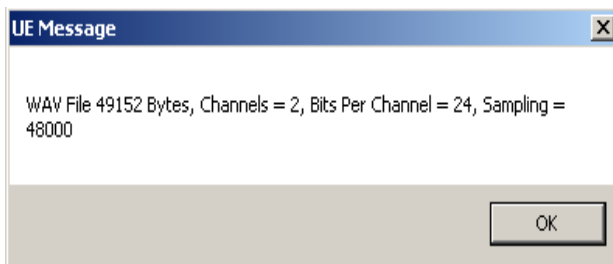 UE Message
WAV File 49152 Bytes, Channels = 2, Bits Per Channel = 24, Sampling =
48000
OK